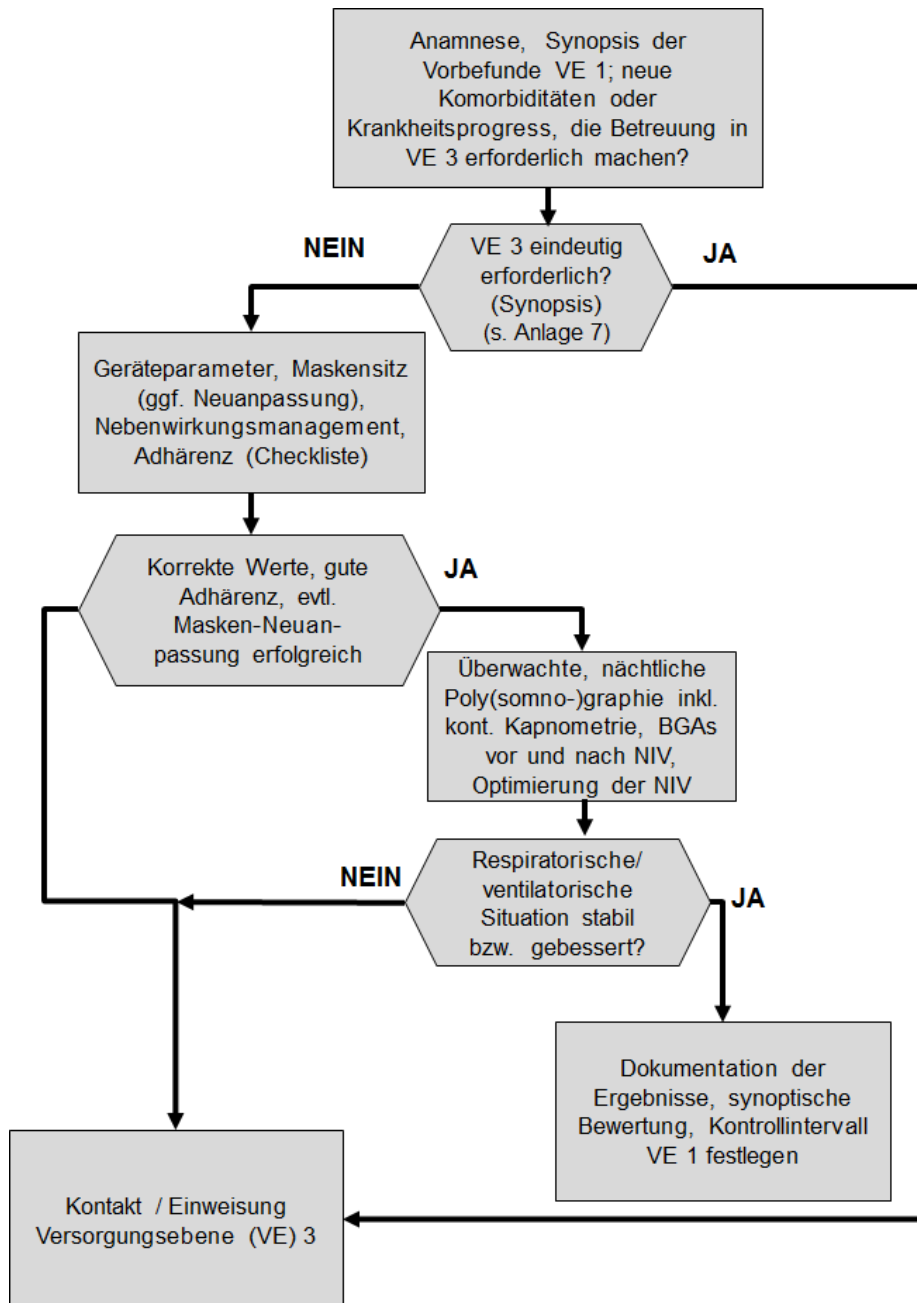 Anamnese, Synopsis der
Vorbefunde VE 1; neue
Komorbiditäten oder
Krankheitsprogress, die Betreuung in
VE 3 erforderlich machen?
NEIN
VE 3 eindeutig
erforderlich?
(Synopsis)
(s. Anlage 7)
JA
Geräteparameter, Maskensitz
(ggf. Neuanpassung),
Nebenwirkungsmanagement,
Adhärenz (Checkliste)
Korrekte Werte, gute
Adhärenz, evtl.
Masken-Neuan-
passung erfolgreich
JA
Überwachte, nächtliche
Poly(somno-)graphie inkl.
kont. Kapnometrie, BGAs
vor und nach NIV,
Optimierung der NIV
NEIN
Respiratorische/
ventilatorische
Situation stabil
bzw. gebessert?
JA
Dokumentation der
Ergebnisse, synoptische
Bewertung, Kontrollintervall
VE 1 festlegen
Kontakt / Einweisung
Versorgungsebene (VE) 3